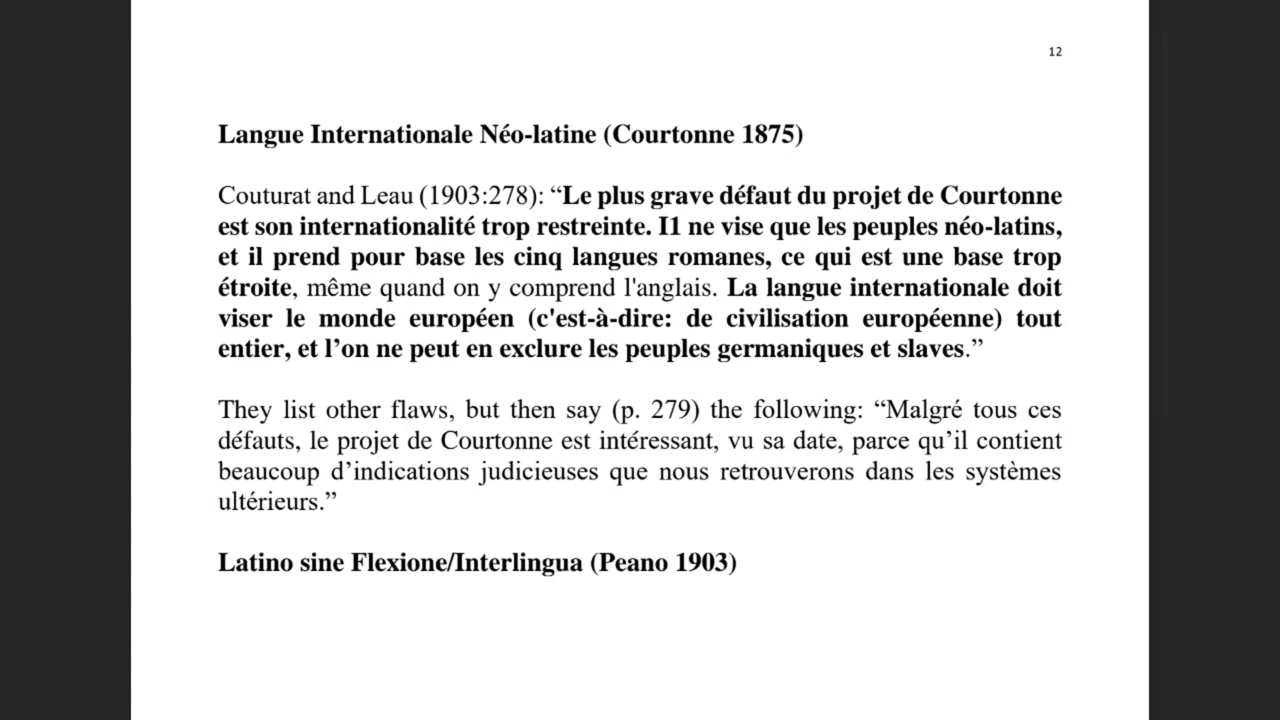 12
Langue Internationale Néo-latine (Courtonne 1875)
Couturat and Leau (1903:278): “Le plus grave défaut du projet de Courtonne
est son internationalité trop restreinte. I1 ne vise que les peuples néo-latins,
et il prend pour base les cinq langues romanes, ce qui est une base trop
étroite, même quand on y comprend l'anglais. La langue internationale doit
viser le monde européen (c'est-à-dire: de civilisation européenne) tout
entier, et l’on ne peut en exclure les peuples germaniques et slaves.”
They list other flaws, but then say (p. 279) the following: “Malgré tous ces
défauts, le projet de Courtonne est intéressant, vu sa date, parce qu’il contient
beaucoup d’indications judicieuses que nous retrouverons dans les systèmes
ultérieurs.”
Latino sine Flexione/Interlingua (Peano 1903)